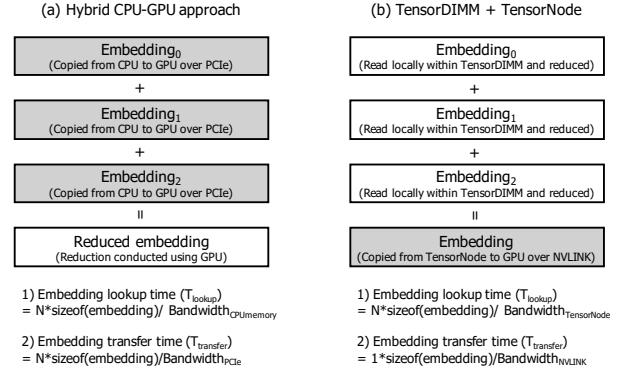 (a) Hybrid CPU-GPU approach
Embedding0
(Copied from CPU to GPU over PCIe)
+
Embedding1
(Copied from CPU to GPU over PCIe)
+
Embedding2
(Copied from CPU to GPU over PCIe)
=
Reduced embedding
(Reduction conducted using GPU)
1) Embedding lookup time (Tlookup)
= N*sizeof(embedding)/ BandwidthCPUmemory
2) Embedding transfer time (Ttransfer)
= N*sizeof(embedding)/BandwidthPCIe
(b) TensorDIMM + TensorNode
Embedding0
(Read locally within TensorDIMM and reduced)
+
Embedding1
(Read locally within TensorDIMM and reduced)
+
Embedding2
(Read locally within TensorDIMM and reduced)
=
Embedding
(Copied from TensorNode to GPU over NVLINK)
1) Embedding lookup time (Tlookup)
= N*sizeof(embedding)/ BandwidthTensorNode
2) Embedding transfer time (Ttransfer)
= 1*sizeof(embedding)/BandwidthNVLINK